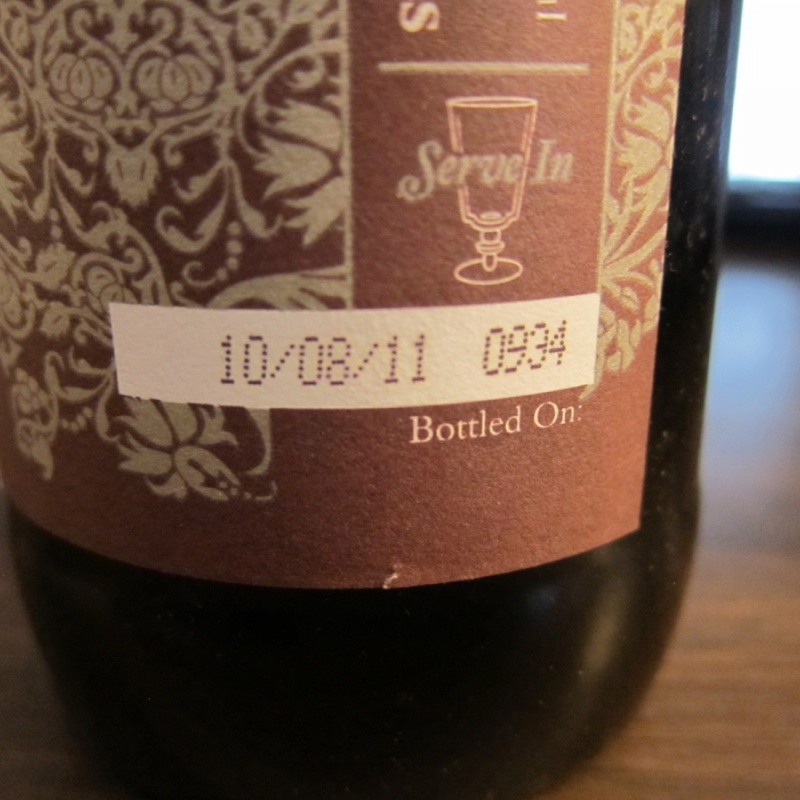 Serve In
10/08/11 0934
Bottled On: